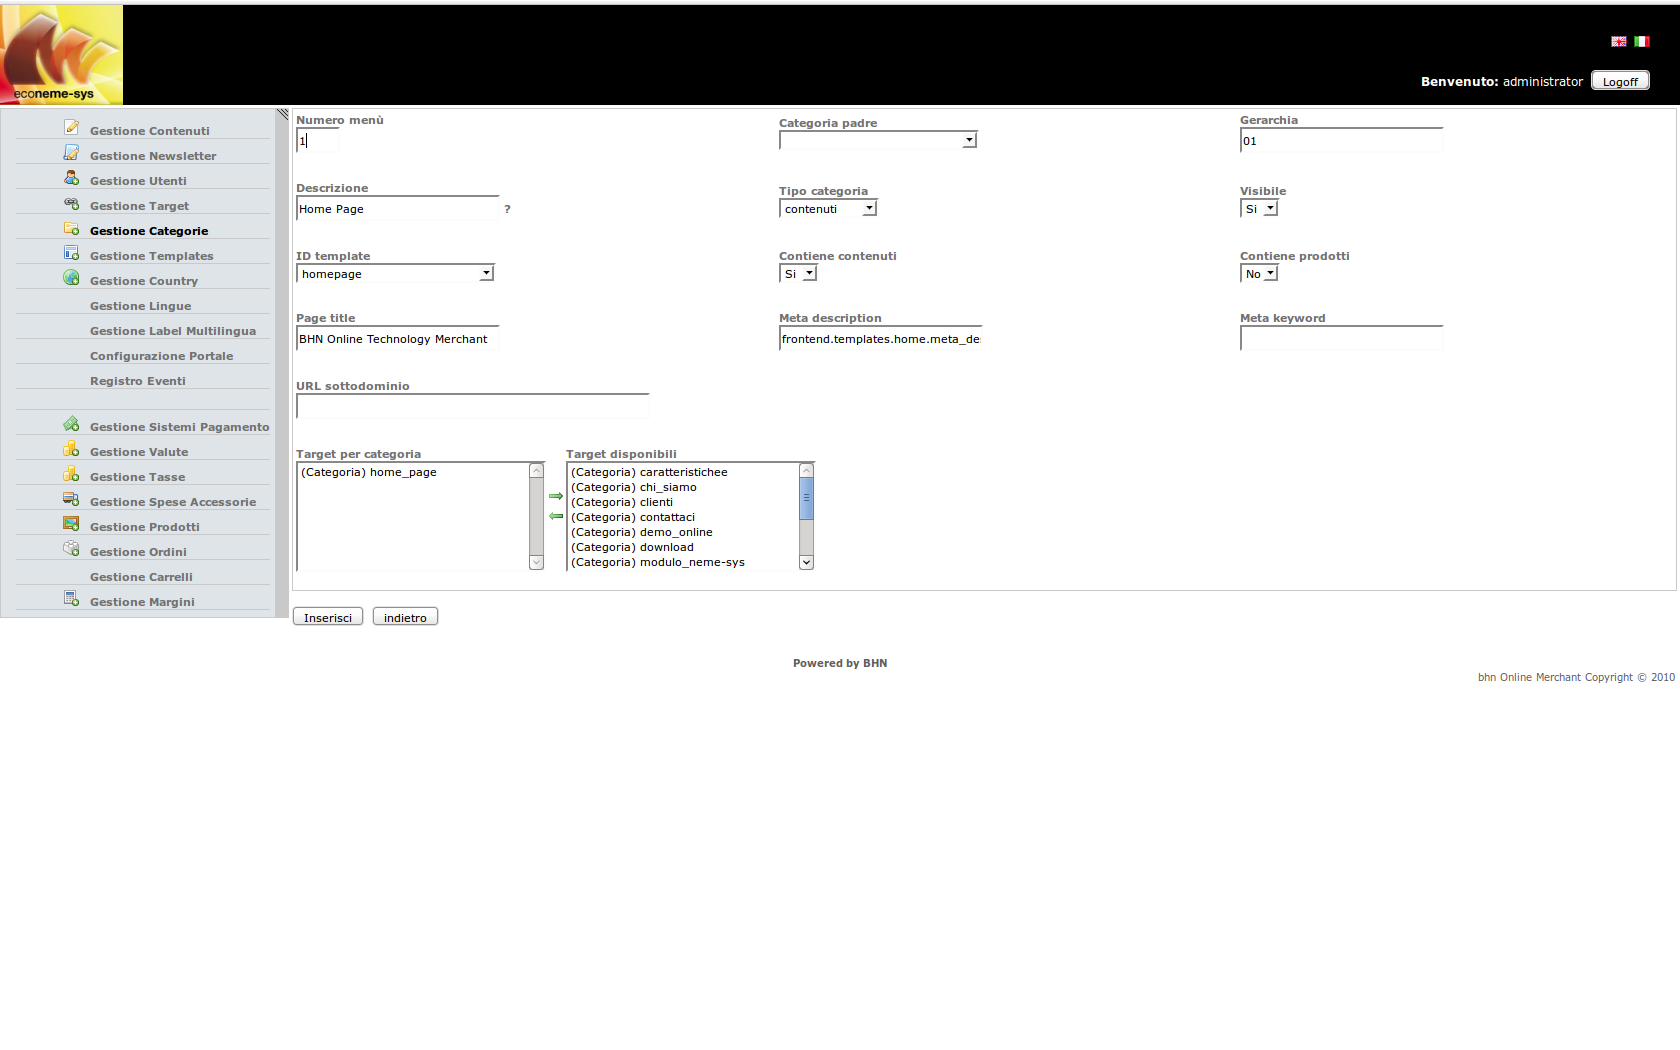 econeme-sys
Benvenuto: administrator Logoff
Gestione Contenuti
Gestione Newsletter
Gestione Utenti
Gestione Target
Gestione Categorie
Gestione Templates
Gestione Country
Gestione Lingue
Gestione Label Multilingua
Configurazione Portale
Registro Eventi
Gestione Sistemi Pagamento
Gestione Valute
Gestione Tasse
Gestione Spese Accessorie
Gestione Prodotti
Gestione Ordini
Gestione Carrelli
Gestione Margini
Numero menù
1
Categoria padre
Gerarchia
01
Descrizione
Home Page ?
Tipo categoria
contenuti
Visibile
Si
ID template
homepage
Contiene contenuti
Si
Contiene prodotti
No
Page title
BHN Online Technology Merchant
Meta description
frontend.templates.home.meta_de
Meta keyword
URL sottodominio
Target per categoria
(Categoria) home_page
Target disponibili
(Categoria) caratteristichee
(Categoria) chi_siamo
(Categoria) clienti
(Categoria) contattaci
(Categoria) demo_online
(Categoria) download
(Categoria) modulo_neme-sys
Inserisci indietro
Powered by BHN
bhn Online Merchant Copyright © 2010